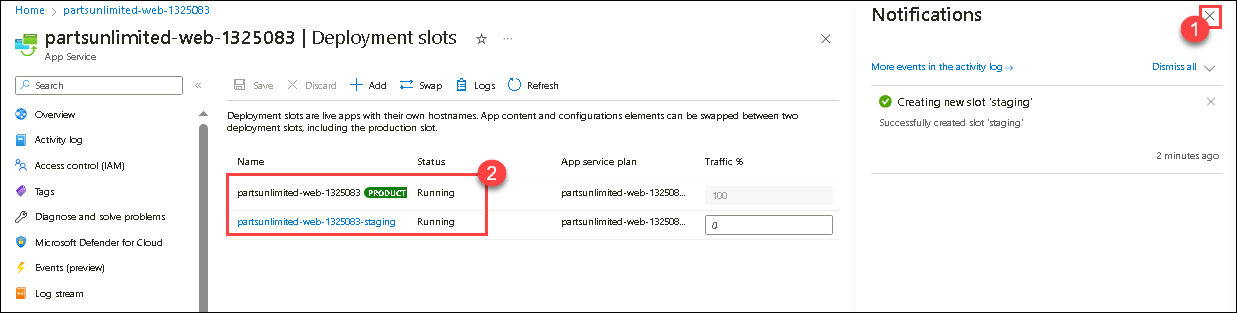 Home > partsunlimited-web-1325083
partsunlimited-web-1325083 | Deployment slots
App Service
Search
Save
Discard
Add
Swap
Logs
Refresh
Overview
Activity log
Access control (IAM)
Tags
Diagnose and solve problems
Microsoft Defender for Cloud
Events (preview)
Log stream
Deployment slots are live apps with their own hostnames. App content and configurations elements can be swapped between two
deployment slots, including the production slot.
Name Status App service plan Traffic %
2
partsunlimited-web-1325083 PRODUCT Running partsunlimited-web-132508... 100
partsunlimited-web-1325083-staging Running partsunlimited-web-132508... 0
Notifications
1
More events in the activity log → Dismiss all
Creating new slot 'staging'
Successfully created slot 'staging'
2 minutes ago